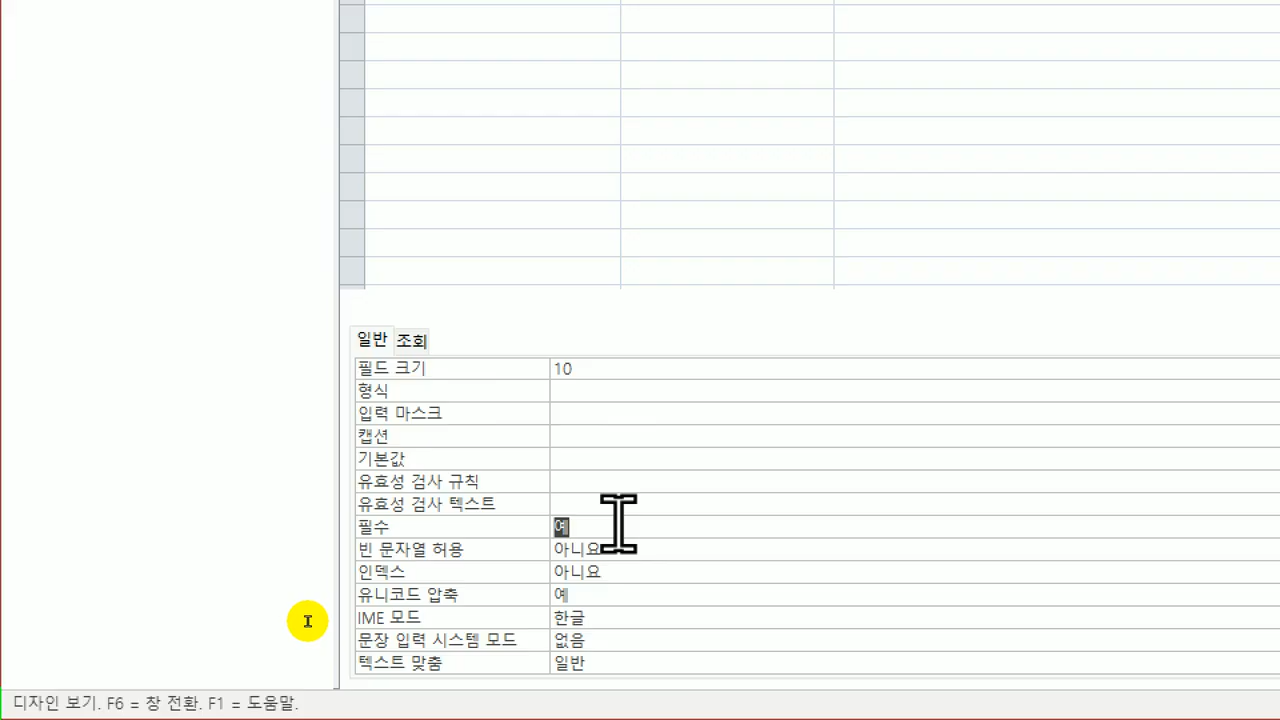 일반 조회
필드 크기 10
형식
입력 마스크
캡션
기본값
유효성 검사 규칙
유효성 검사 텍스트
필수 예
빈 문자열 허용 아니요
인덱스 아니요
유니코드 압축 예
IME 모드 한글
문장 입력 시스템 모드 없음
텍스트 맞춤 일반
디자인 보기. F6 = 창 전환. F1 = 도움말.